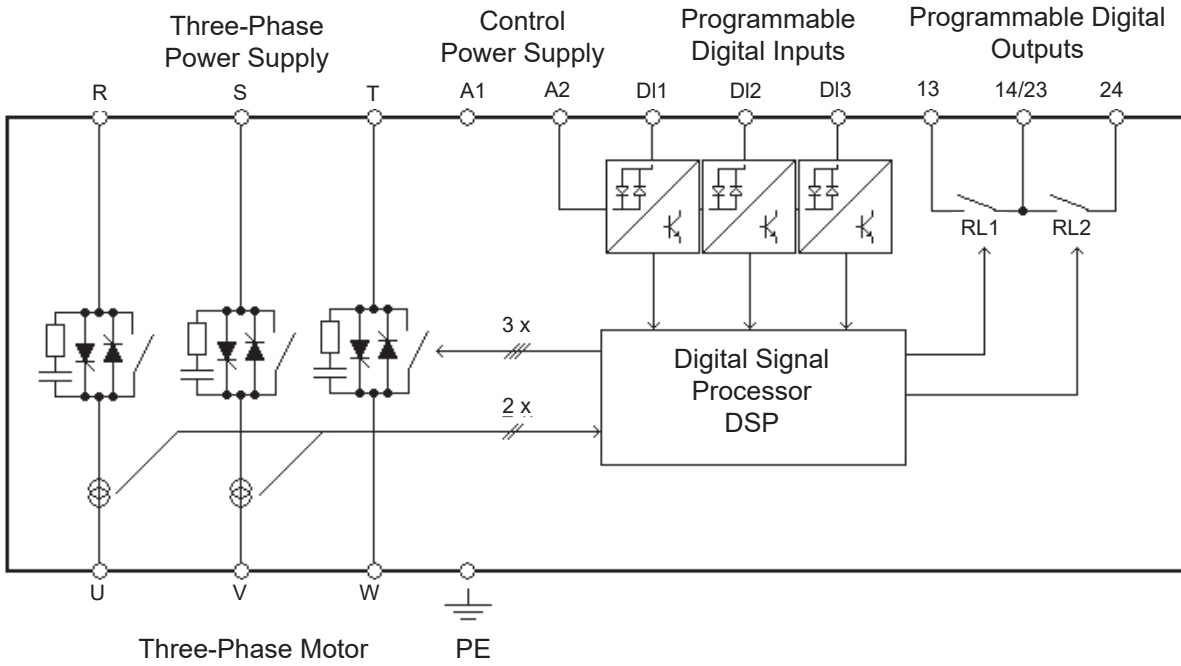 Three-Phase
Power Supply
Control
Power Supply
Programmable
Digital Inputs
Programmable Digital
Outputs
R
S
T
A1
A2
DI1
DI2
DI3
13
14/23
24
RL1
RL2
3 x
Digital Signal
Processor
DSP
2 x
U
V
W
Three-Phase Motor
PE